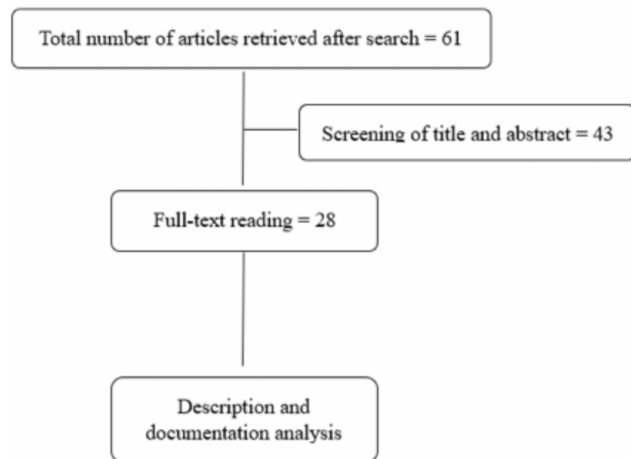 Total number of articles retrieved after search = 61
Screening of title and abstract = 43
Full-text reading = 28
Description and
documentation analysis